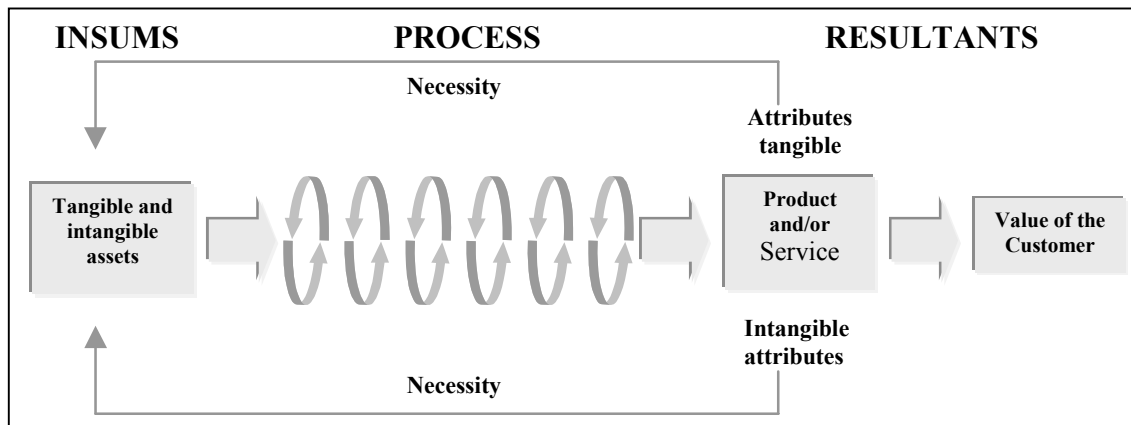 INSUMS
PROCESS
RESULTANTS
Necessity
Attributes
tangible
Tangible and
intangible
assets
Product
and/or
Service
Value of the
Customer
Intangible
attributes
Necessity